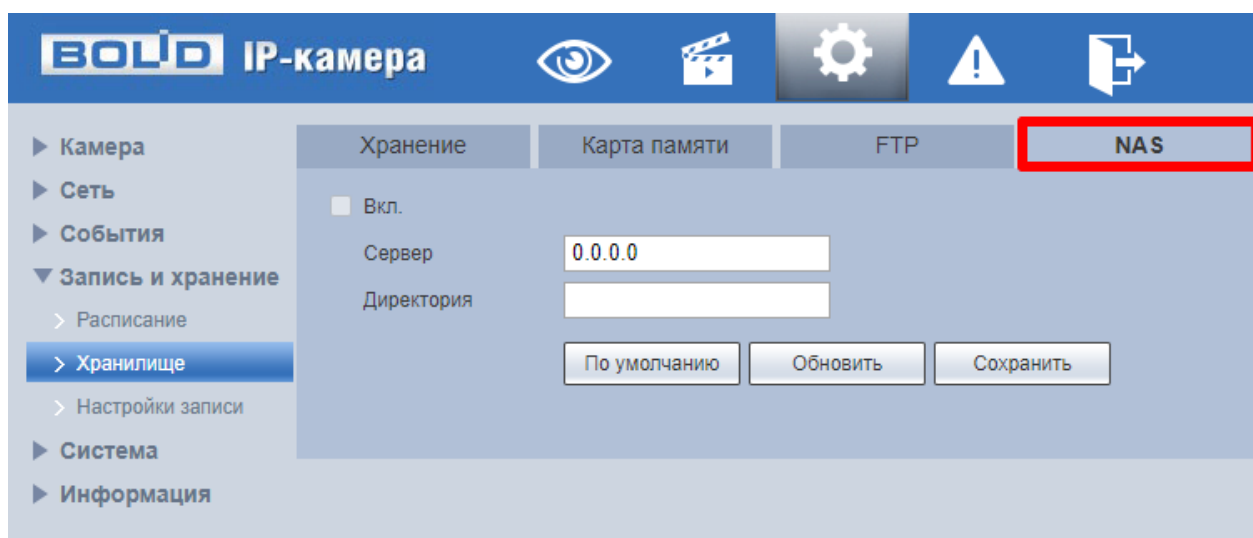 BOLID IP-камера
Камера
Сеть
События
Запись и хранение
Расписание
Хранилище
Настройки записи
Система
Информация
Хранение
Карта памяти
FTP
NAS
Вкл.
Сервер
0.0.0.0
Директория
По умолчанию
Обновить
Сохранить